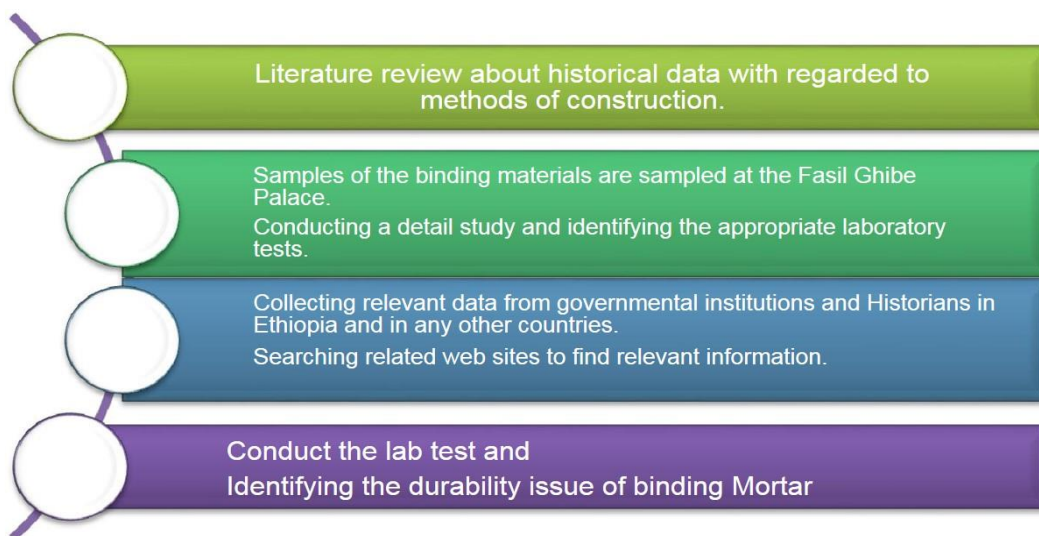 Literature review about historical data with regarded to
methods of construction.
Samples of the binding materials are sampled at the Fasil Ghibe
Palace.
Conducting a detail study and identifying the appropriate laboratory
tests.
Collecting relevant data from governmental institutions and Historians in
Ethiopia and in any other countries.
Searching related web sites to find relevant information.
Conduct the lab test and
Identifying the durability issue of binding Mortar